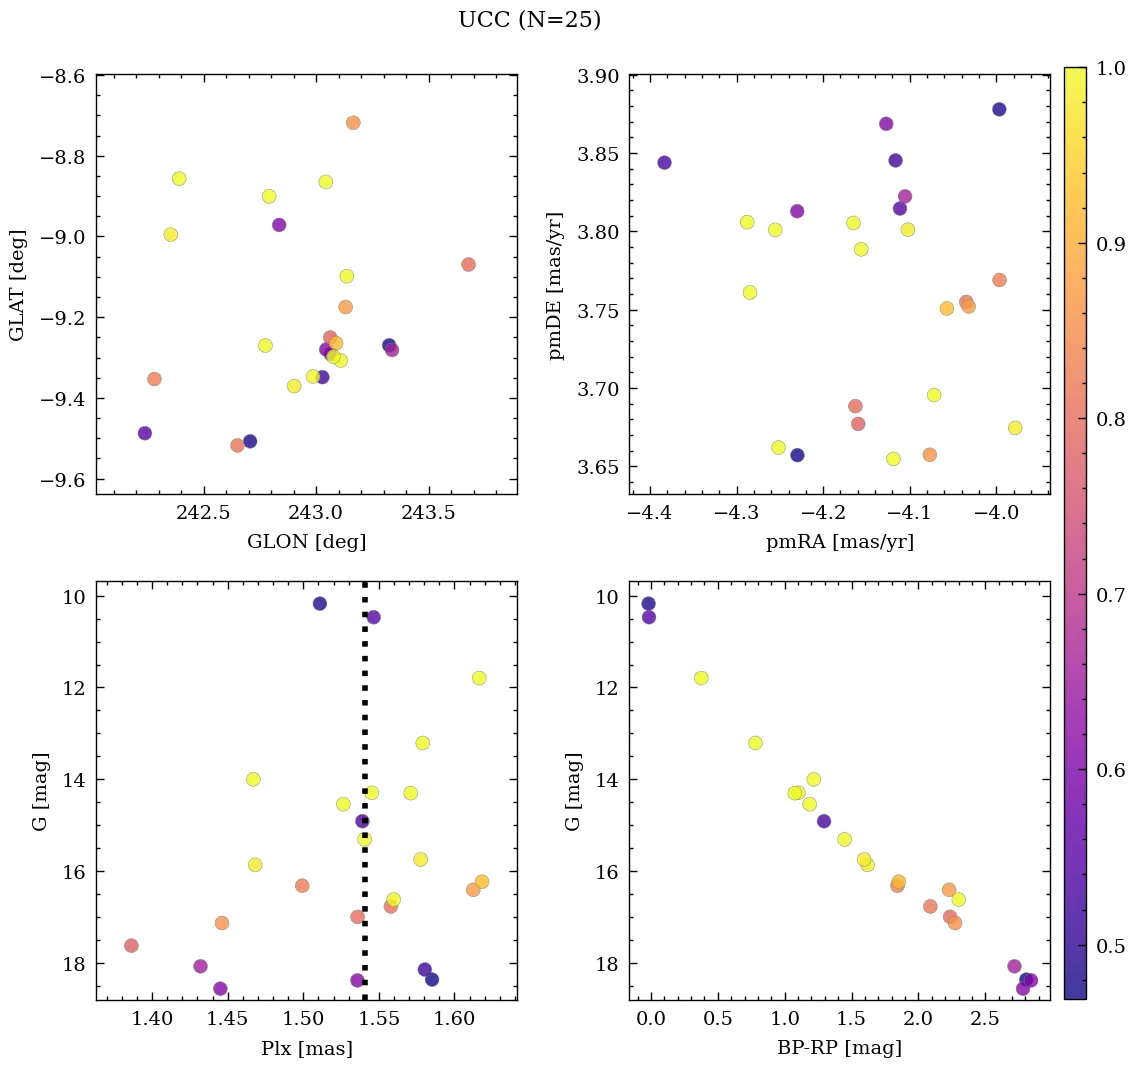 UCC (N=25)
−8.6
−8.8
−9.0
−9.2
−9.4
−9.6
GLAT [deg]
242.5 243.0 243.5
GLON [deg]
3.90
3.85
3.80
3.75
3.70
3.65
pmDE [mas/yr]
−4.4 −4.3 −4.2 −4.1 −4.0
pmRA [mas/yr]
10
12
14
16
18
G [mag]
1.40 1.45 1.50 1.55 1.60
Plx [mas]
10
12
14
16
18
G [mag]
0.0 0.5 1.0 1.5 2.0 2.5
BP-RP [mag]
1.0
0.9
0.8
0.7
0.6
0.5